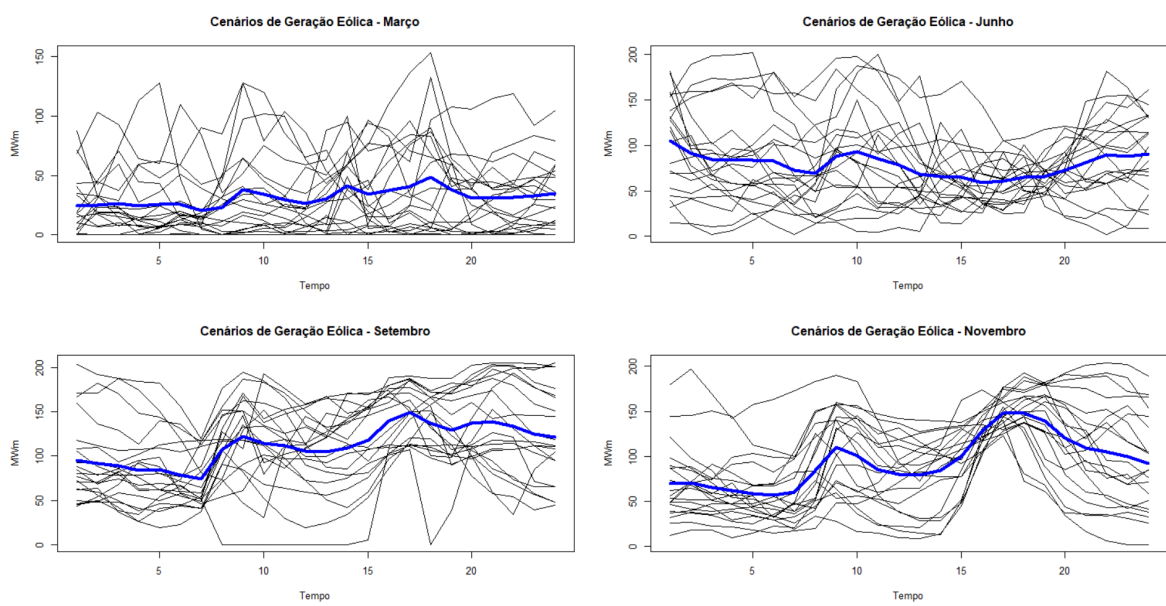 Cenários de Geração Eólica - Março
MWm
150
100
50
0
5 10 15 20
Tempo
Cenários de Geração Eólica - Junho
MWm
200
150
100
50
0
5 10 15 20
Tempo
Cenários de Geração Eólica - Setembro
MWm
200
150
100
50
0
5 10 15 20
Tempo
Cenários de Geração Eólica - Novembro
MWm
200
150
100
50
0
5 10 15 20
Tempo